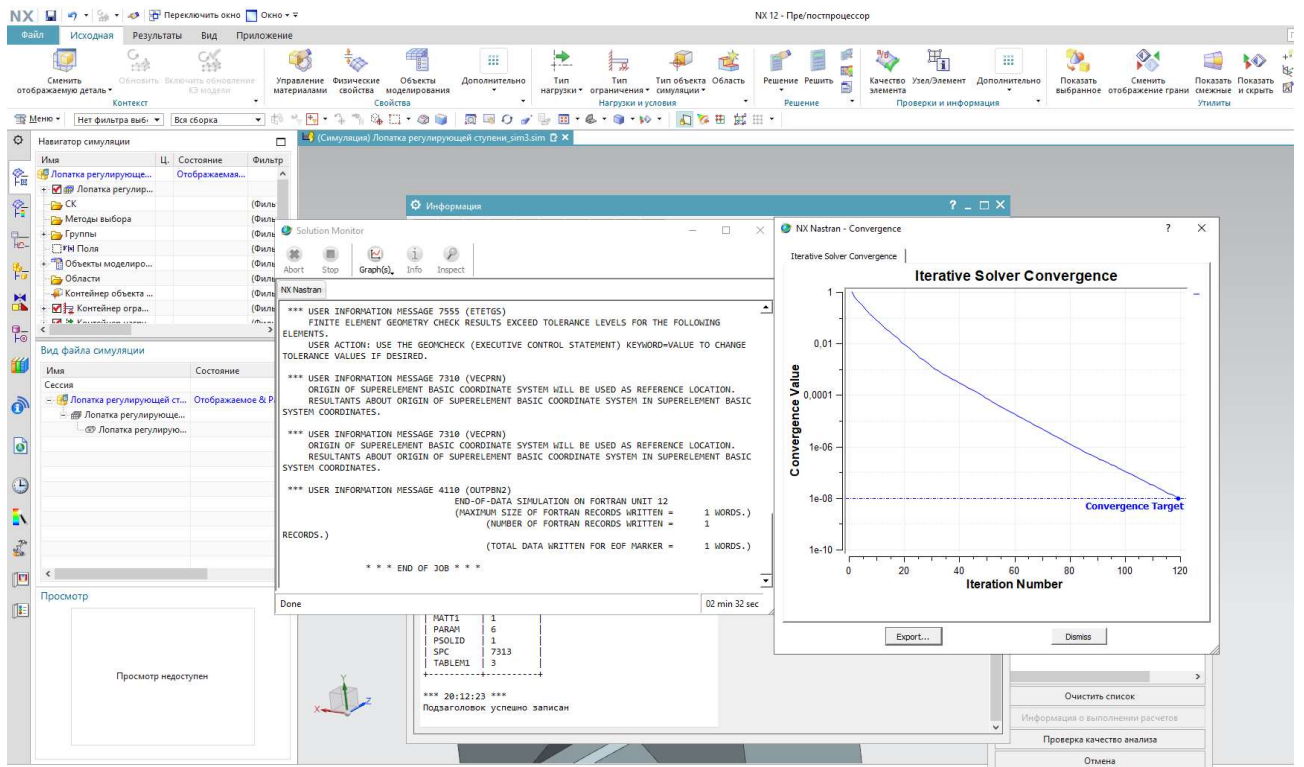 NX
Переключить окно
Окно
NX 12 - Пре/постпроцессор
Файл
Исходная
Результаты
Вид
Приложение
Сменить отображаемую деталь
Обновить
Включить обновление КЭ модели
Управление материалами
Физические свойства
Объекты моделирования
Дополнительно
Тип нагрузки
Тип ограничения
Тип объекта симуляции
Область
Решение
Решить
Качество элемента
Узел/Элемент
Дополнительно
Показать выбранное
Сменить отображение грани
Показать смежные
Показать и скрыть
Контекст
Свойства
Нагрузки и условия
Решение
Проверки и информация
Утилиты
Меню
Нет фильтра выб
Вся сборка
Навигатор симуляции
(Симуляция) Лопатка регулирующей ступени_sim3.sim
Имя Ц. Состояние Фильтр
Лопатка регулирующе... Отображаемая...
Лопатка регулир...
СК (Филь
Методы выбора (Филь
Группы (Филь
Поля (Филь
Объекты моделиро... (Филь
Области (Филь
Контейнер объекта ... (Филь
Контейнер огра... (Филь
Вид файла симуляции
Имя Состояние
Сессия
Лопатка регулирующей ст... Отображаемое & Р
Лопатка регулирующе...
Лопатка регулирую...
Просмотр
Просмотр недоступен
Информация
Solution Monitor
Abort Stop Graph(s) Info Inspect
NX Nastran
*** USER INFORMATION MESSAGE 7555 (ETETGS)
FINITE ELEMENT GEOMETRY CHECK RESULTS EXCEED TOLERANCE LEVELS FOR THE FOLLOWING
ELEMENTS.
USER ACTION: USE THE GEOMCHECK (EXECUTIVE CONTROL STATEMENT) KEYWORD=VALUE TO CHANGE
TOLERANCE VALUES IF DESIRED.
*** USER INFORMATION MESSAGE 7310 (VECPRN)
ORIGIN OF SUPERELEMENT BASIC COORDINATE SYSTEM WILL BE USED AS REFERENCE LOCATION.
RESULTANTS ABOUT ORIGIN OF SUPERELEMENT BASIC COORDINATE SYSTEM IN SUPERELEMENT BASIC
SYSTEM COORDINATES.
*** USER INFORMATION MESSAGE 7310 (VECPRN)
ORIGIN OF SUPERELEMENT BASIC COORDINATE SYSTEM WILL BE USED AS REFERENCE LOCATION.
RESULTANTS ABOUT ORIGIN OF SUPERELEMENT BASIC COORDINATE SYSTEM IN SUPERELEMENT BASIC
SYSTEM COORDINATES.
*** USER INFORMATION MESSAGE 4110 (OUTPBN2)
END-OF-DATA SIMULATION ON FORTRAN UNIT 12
(MAXIMUM SIZE OF FORTRAN RECORDS WRITTEN = 1 WORDS.)
(NUMBER OF FORTRAN RECORDS WRITTEN = 1
RECORDS.)
(TOTAL DATA WRITTEN FOR EOF MARKER = 1 WORDS.)
* * * END OF JOB * * *
Done
02 min 32 sec
| MATT1 | 1 |
| PARAM | 6 |
| PSOLID | 1 |
| SPC | 7313 |
| TABLEM1 | 3 |
+----------+----------+
*** 20:12:23 ***
Подзаголовок успешно записан
Y
X
Z
NX Nastran - Convergence
Iterative Solver Convergence
Iterative Solver Convergence
Convergence Value
1
0,01
0,0001
1e-06
1e-08
1e-10
Convergence Target
0 20 40 60 80 100 120
Iteration Number
Export...
Dismiss
Очистить список
Информация о выполнении расчетов
Проверка качество анализа
Отмена